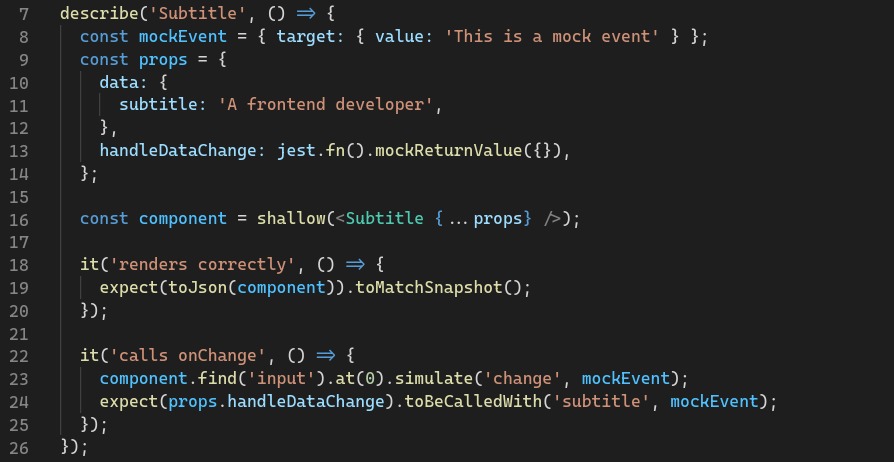 7 describe('Subtitle', () => {
8   const mockEvent = { target: { value: 'This is a mock event' } };
9   const props = {
10     data: {
11       subtitle: 'A frontend developer',
12     },
13     handleDataChange: jest.fn().mockReturnValue({}),
14   };
15
16   const component = shallow(<Subtitle {...props} />);
17
18   it('renders correctly', () => {
19     expect(toJson(component)).toMatchSnapshot();
20   });
21
22   it('calls onChange', () => {
23     component.find('input').at(0).simulate('change', mockEvent);
24     expect(props.handleDataChange).toBeCalledWith('subtitle', mockEvent);
25   });
26 });